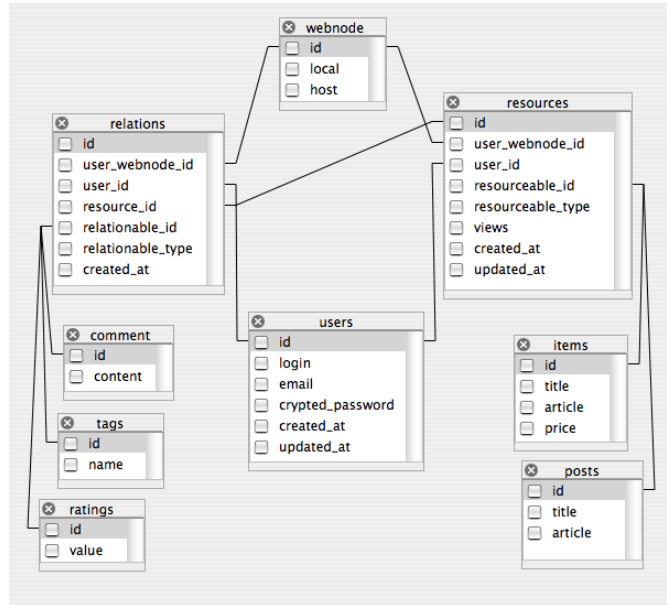 webnode
id
local
host
relations
id
user_webnode_id
user_id
resource_id
relationable_id
relationable_type
created_at
resources
id
user_webnode_id
user_id
resourceable_id
resourceable_type
views
created_at
updated_at
users
id
login
email
crypted_password
created_at
updated_at
comment
id
content
tags
id
name
ratings
id
value
items
id
title
article
price
posts
id
title
article